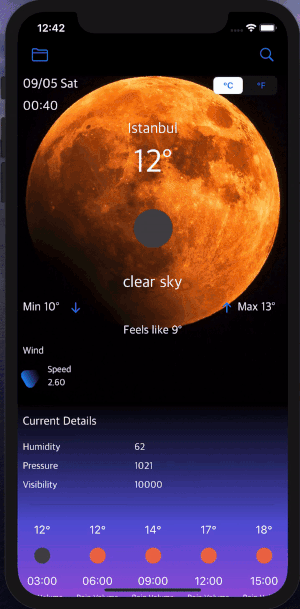 12:42
09/05 Sat
°C °F
00:40
Istanbul
12°
clear sky
Min 10° Max 13°
Feels like 9°
Wind
Speed
2.60
Current Details
Humidity 62
Pressure 1021
Visibility 10000
12° 12° 14° 17° 18°
03:00 06:00 09:00 12:00 15:00